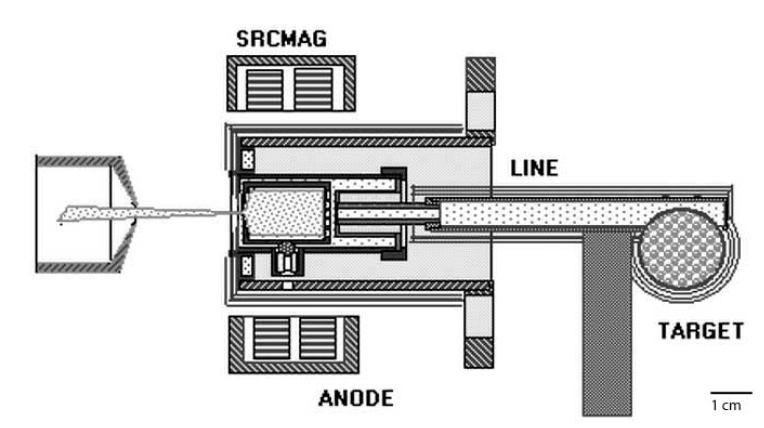 SRCMAG
LINE
TARGET
ANODE
1 cm